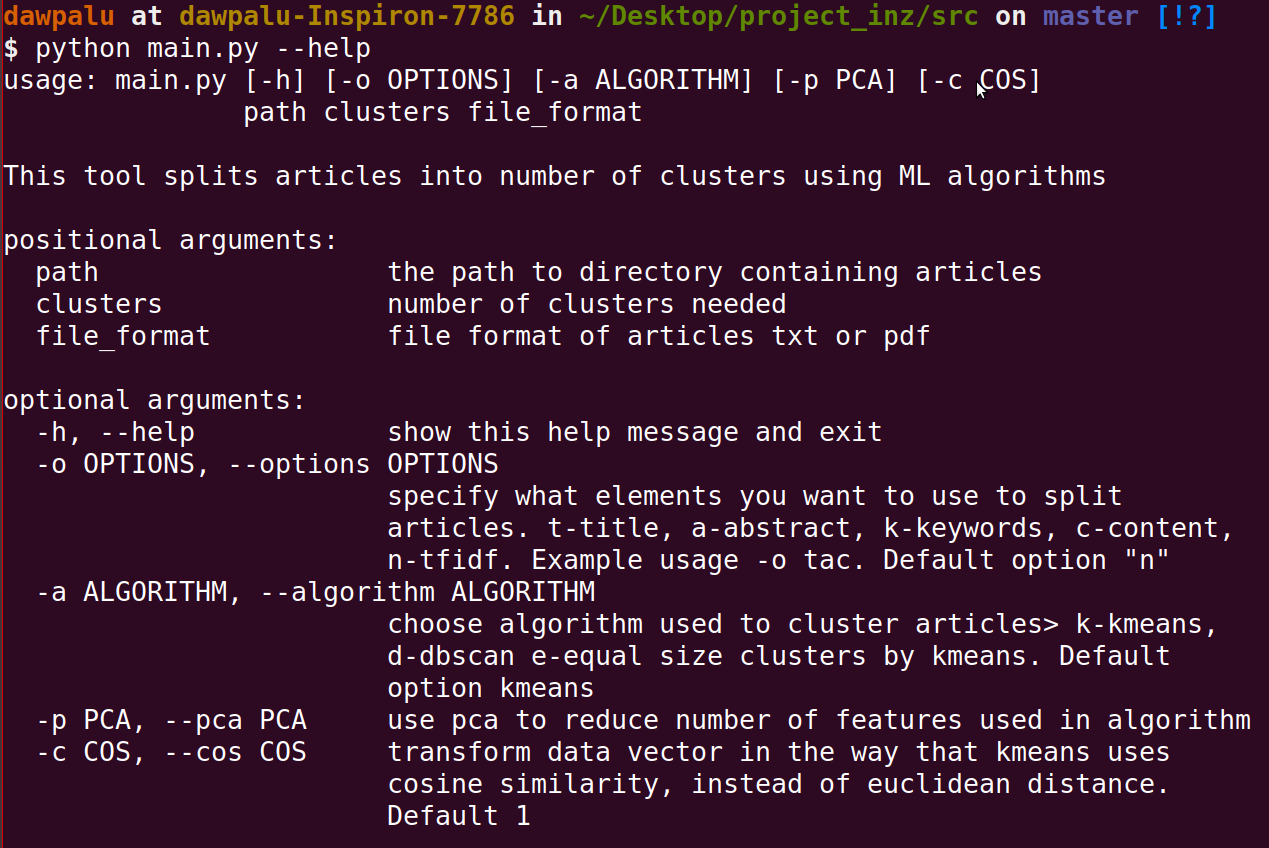 dawpalu at dawpalu-Inspiron-7786 in ~/Desktop/project_inz/src on master [!?]
$ python main.py --help
usage: main.py [-h] [-o OPTIONS] [-a ALGORITHM] [-p PCA] [-c COS]
               path clusters file_format

This tool splits articles into number of clusters using ML algorithms

positional arguments:
  path                  the path to directory containing articles
  clusters              number of clusters needed
  file_format           file format of articles txt or pdf

optional arguments:
  -h, --help            show this help message and exit
  -o OPTIONS, --options OPTIONS
                        specify what elements you want to use to split
                        articles. t-title, a-abstract, k-keywords, c-content,
                        n-tfidf. Example usage -o tac. Default option "n"
  -a ALGORITHM, --algorithm ALGORITHM
                        choose algorithm used to cluster articles> k-kmeans,
                        d-dbscan e-equal size clusters by kmeans. Default
                        option kmeans
  -p PCA, --pca PCA     use pca to reduce number of features used in algorithm
  -c COS, --cos COS     transform data vector in the way that kmeans uses
                        cosine similarity, instead of euclidean distance.
                        Default 1